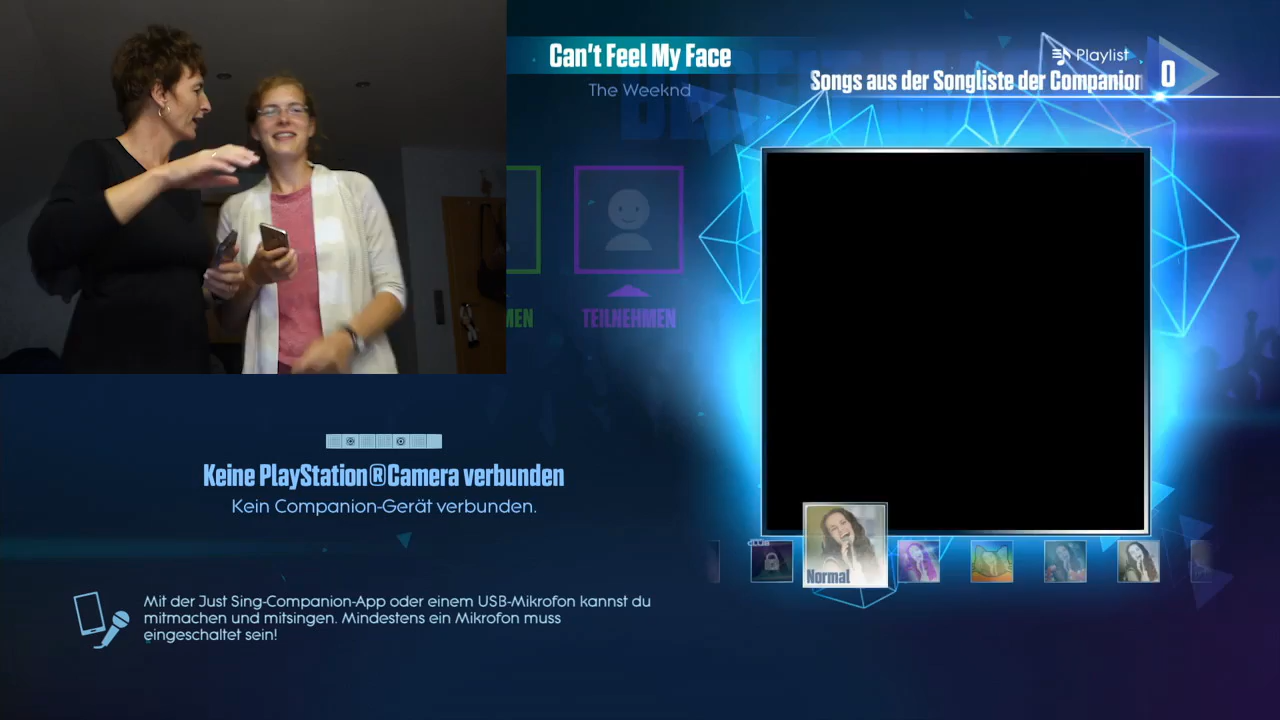 Can't Feel My Face
The Weeknd
Playlist
Songs aus der Songliste der Companion
0
MEN
TEILNEHMEN
Keine PlayStation®Camera verbunden
Kein Companion-Gerät verbunden.
CLUB
Normal
Mit der Just Sing-Companion-App oder einem USB-Mikrofon kannst du
mitmachen und mitsingen. Mindestens ein Mikrofon muss
eingeschaltet sein!